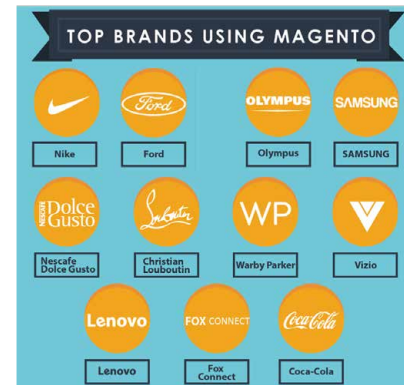 TOP BRANDS USING MAGENTO
Ford
OLYMPUS
SAMSUNG
Nike
Ford
Olympus
SAMSUNG
NESCAFÉ
Dolce
Gusto
Louboutin
WP
Nescafe
Dolce Gusto
Christian
Louboutin
Warby Parker
Vizio
Lenovo
FOX CONNECT
Coca-Cola
Lenovo
Fox
Connect
Coca-Cola